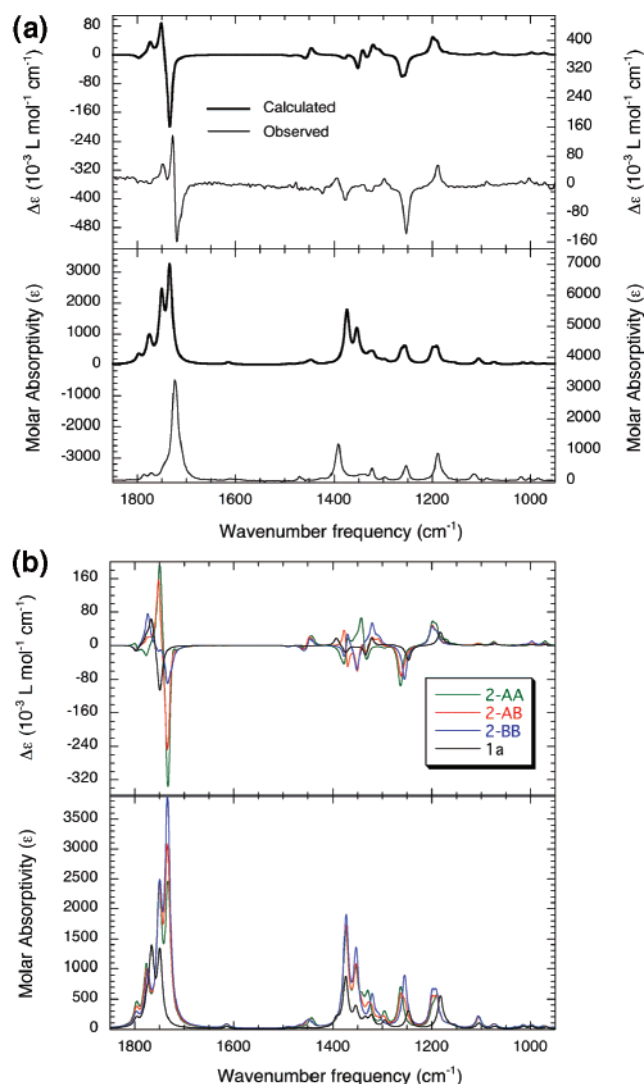 (a)
80
0
-80
-160
-240
-320
-400
-480
Δε (10⁻³ L mol⁻¹ cm⁻¹)
400
320
240
160
80
0
-80
-160
Δε (10⁻³ L mol⁻¹ cm⁻¹)
Calculated
Observed
3000
2000
1000
0
-1000
-2000
-3000
Molar Absorptivity (ε)
7000
6000
5000
4000
3000
2000
1000
0
Molar Absorptivity (ε)
1800 1600 1400 1200 1000
Wavenumber frequency (cm⁻¹)
(b)
160
80
0
-80
-160
-240
-320
Δε (10⁻³ L mol⁻¹ cm⁻¹)
2-AA
2-AB
2-BB
1a
3500
3000
2500
2000
1500
1000
500
0
Molar Absorptivity (ε)
1800 1600 1400 1200 1000
Wavenumber frequency (cm⁻¹)